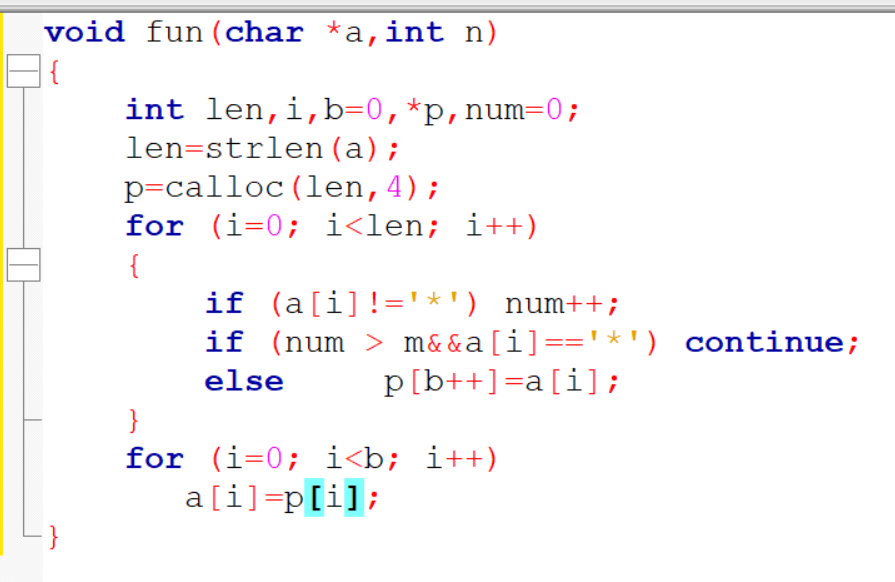 void fun(char *a,int n)
{
    int len,i,b=0,*p,num=0;
    len=strlen(a);
    p=calloc(len,4);
    for (i=0; i<len; i++)
    {
        if (a[i]!='*') num++;
        if (num > m&&a[i]=='*') continue;
        else    p[b++]=a[i];
    }
    for (i=0; i<b; i++)
       a[i]=p[i];
}